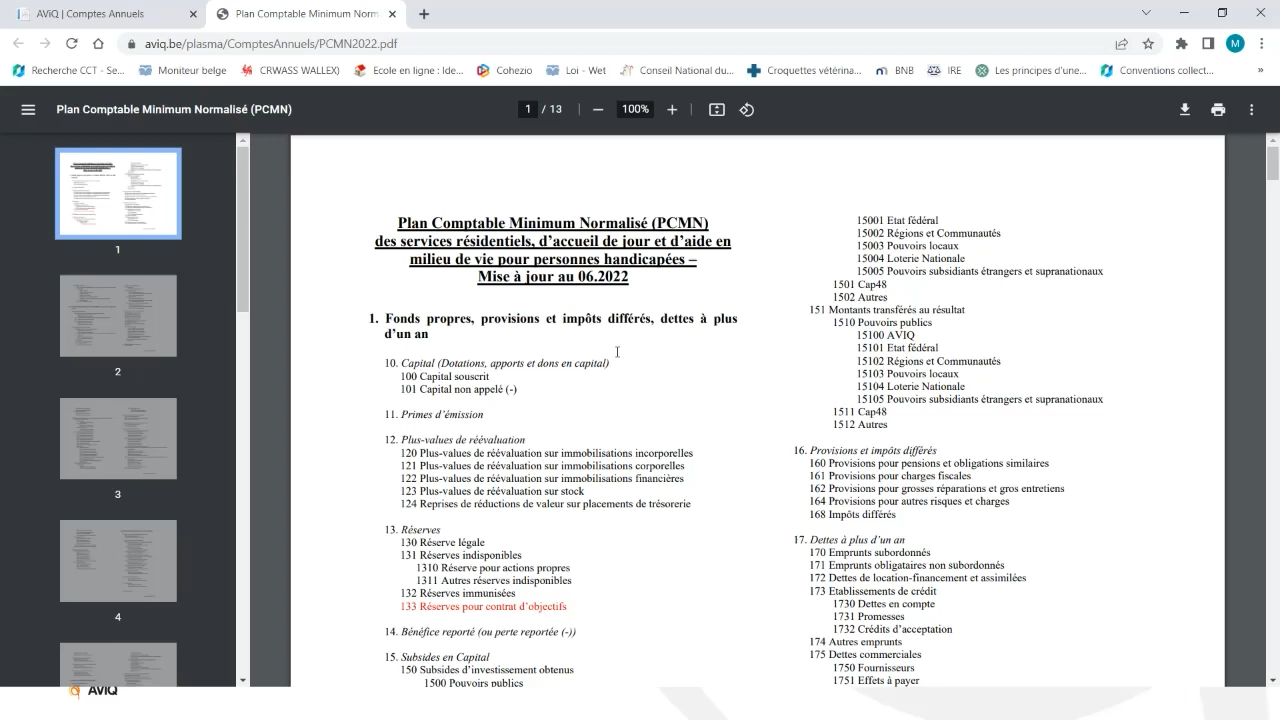 AViQ | Comptes Annuels
Plan Comptable Minimum Norm
aviq.be/plasma/ComptesAnnuels/PCMN2022.pdf
M
Recherche CCT - Se...
Moniteur belge
CRWASS WALLEX)
Ecole en ligne : Ide...
Cohezio
Loi - Wet
Conseil National du...
Croquettes vétérina...
BNB
IRE
Les principes d'une...
Conventions collect...
»
Plan Comptable Minimum Normalisé (PCMN)
1 / 13
100%
1
2
3
4
Plan Comptable Minimum Normalisé (PCMN)
des services résidentiels, d'accueil de jour et d'aide en
milieu de vie pour personnes handicapées –
Mise à jour au 06.2022
1. Fonds propres, provisions et impôts différés, dettes à plus
d'un an
10. Capital (Dotations, apports et dons en capital)
100 Capital souscrit
101 Capital non appelé (-)
11. Primes d'émission
12. Plus-values de réévaluation
120 Plus-values de réévaluation sur immobilisations incorporelles
121 Plus-values de réévaluation sur immobilisations corporelles
122 Plus-values de réévaluation sur immobilisations financières
123 Plus-values de réévaluation sur stock
124 Reprises de réductions de valeur sur placements de trésorerie
13. Réserves
130 Réserve légale
131 Réserves indisponibles
1310 Réserve pour actions propres
1311 Autres réserves indisponibles
132 Réserves immunisées
133 Réserves pour contrat d'objectifs
14. Bénéfice reporté (ou perte reportée (-))
15. Subsides en Capital
150 Subsides d'investissement obtenus
1500 Pouvoirs publics
15001 Etat fédéral
15002 Régions et Communautés
15003 Pouvoirs locaux
15004 Loterie Nationale
15005 Pouvoirs subsidiants étrangers et supranationaux
1501 Cap48
1502 Autres
151 Montants transférés au résultat
1510 Pouvoirs publics
15100 AVIQ
15101 Etat fédéral
15102 Régions et Communautés
15103 Pouvoirs locaux
15104 Loterie Nationale
15105 Pouvoirs subsidiants étrangers et supranationaux
1511 Cap48
1512 Autres
16. Provisions et impôts différés
160 Provisions pour pensions et obligations similaires
161 Provisions pour charges fiscales
162 Provisions pour grosses réparations et gros entretiens
164 Provisions pour autres risques et charges
168 Impôts différés
17. Dettes à plus d'un an
170 Emprunts subordonnés
171 Emprunts obligataires non subordonnés
172 Dettes de location-financement et assimilées
173 Etablissements de crédit
1730 Dettes en compte
1731 Promesses
1732 Crédits d'acceptation
174 Autres emprunts
175 Dettes commerciales
1750 Fournisseurs
1751 Effets à payer
AVIQ